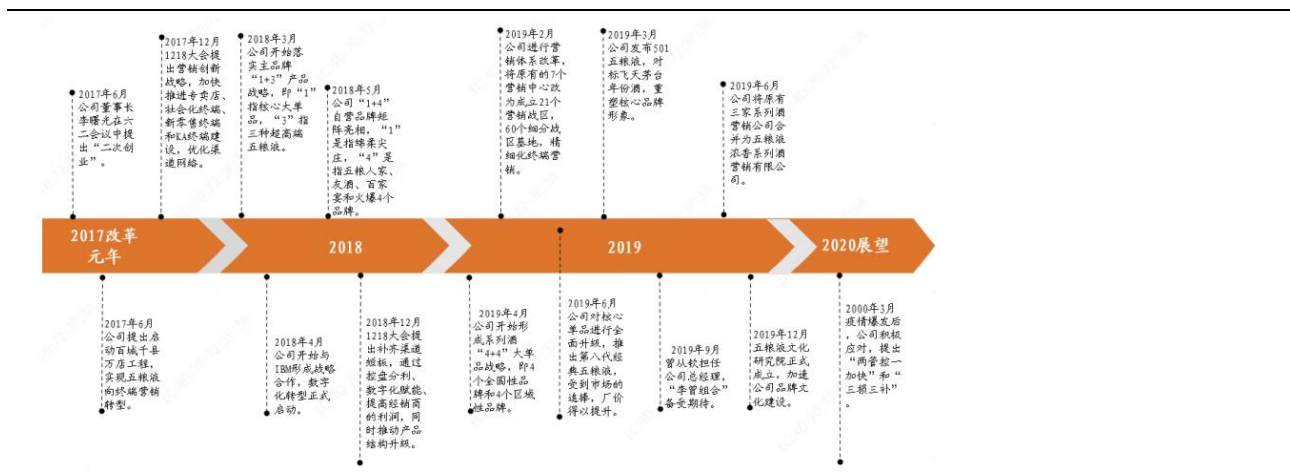 2017年6月
公司董事长
李曙光在六
二会议中提
出“二次创
业”。
2017年12月
1218大会提
出营销创新
战略，加快
推进专卖店、
社会化终端、
新零售终端
和KA终端建
设，优化渠
道网络。
2018年3月
公司开始落
实主品牌
“1+3”产品
战略，即“1”
指核心大单
品，“3”指
三种超高端
五粮液。
2018年5月
公司“1+4”
自营品牌矩
阵亮相，“1”
是指绵柔尖
庄，“4”是
指五粮人家、
友酒、百家
宴和火爆4个
品牌。
2019年2月
公司进行营
销体系改革，
将原有的7个
营销中心改
为成立21个
营销战区，
60个细分战
区基地，精
细化终端营
销。
2019年3月
公司发布501
五粮液，对
标飞天茅台
年份酒，重
塑核心品牌
形象。
2019年6月
公司将原有
三家系列酒
营销公司合
并为五粮液
浓香系列酒
营销有限公
司。
2017改革
元年
2018
2019
2020展望
2017年6月
公司提出启
动百城千县
万店工程，
实现五粮液
向终端营销
转型。
2018年4月
公司开始与
IBM形成战略
合作，数字
化转型正式
启动。
2018年12月
1218大会提
出补齐渠道
短板，通过
控盘分利、
数字化赋能、
提高经销商
的利润，同
时推动产品
结构升级。
2019年4月
公司开始形
成系列酒
“4+4”大单
品战略，即4
个全国性品
牌和4个区域
性品牌。
2019年6月
公司对核心
单品进行全
面升级，推
出第八代经
典五粮液，
受到市场的
追捧，厂价
得以提升。
2019年9月
曾从钦担任
公司总经理，
“李曾组合”
备受期待。
2019年12月
五粮液文化
研究院正式
成立，加速
公司品牌文
化建设。
2000年3月
疫情爆发后
，公司积极
应对，提出
“两管控一
加快”和“
三损三补”